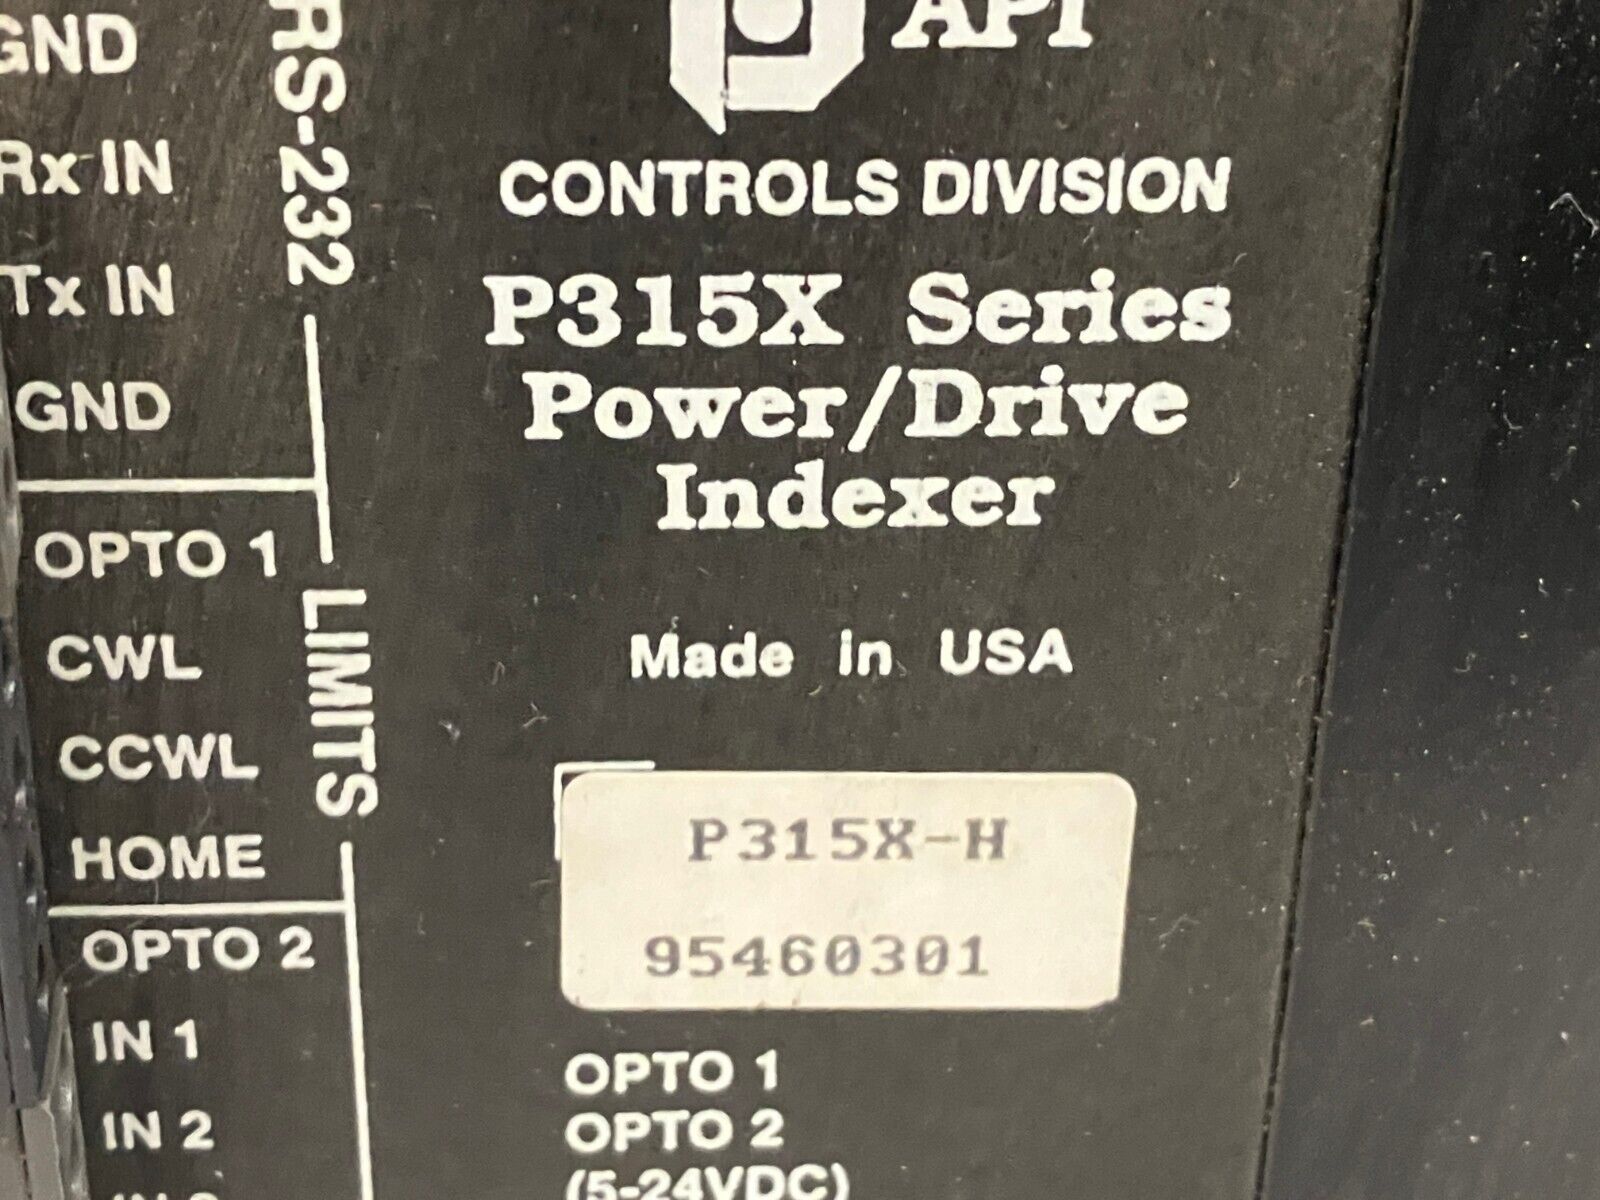 GND
Rx IN
Tx IN
GND
RS-232
OPTO 1
CWL
CCWL
HOME
LIMITS
OPTO 2
IN 1
IN 2
API
CONTROLS DIVISION
P315X Series
Power/Drive
Indexer
Made in USA
P315X-H
95460301
OPTO 1
OPTO 2
(5-24VDC)